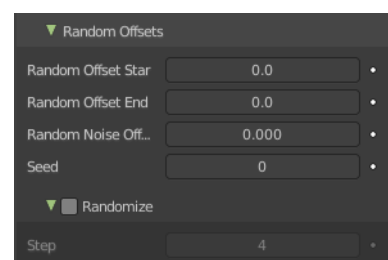 Random Offsets
Random Offset Star 0.0
Random Offset End 0.0
Random Noise Off... 0.000
Seed 0
Randomize
Step 4